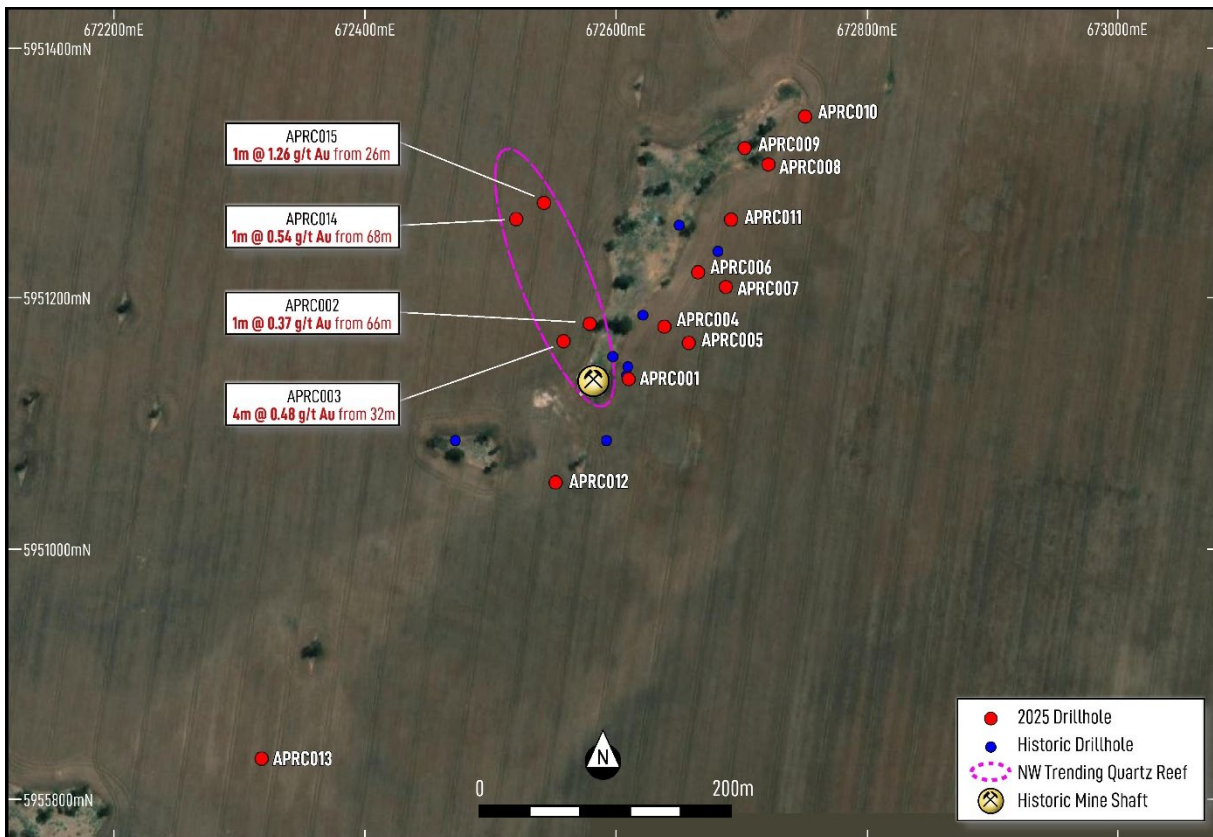 672200mE
672400mE
672600mE
672800mE
673000mE
5951400mN
APRC010
APRC015
1m @ 1.26 g/t Au from 26m
APRC009
APRC008
APRC014
1m @ 0.54 g/t Au from 68m
APRC011
APRC006
APRC007
5951200mN
APRC002
1m @ 0.37 g/t Au from 66m
APRC004
APRC005
APRC001
APRC003
4m @ 0.48 g/t Au from 32m
APRC012
5951000mN
APRC013
5955800mN
N
0
200m
2025 Drillhole
Historic Drillhole
NW Trending Quartz Reef
Historic Mine Shaft